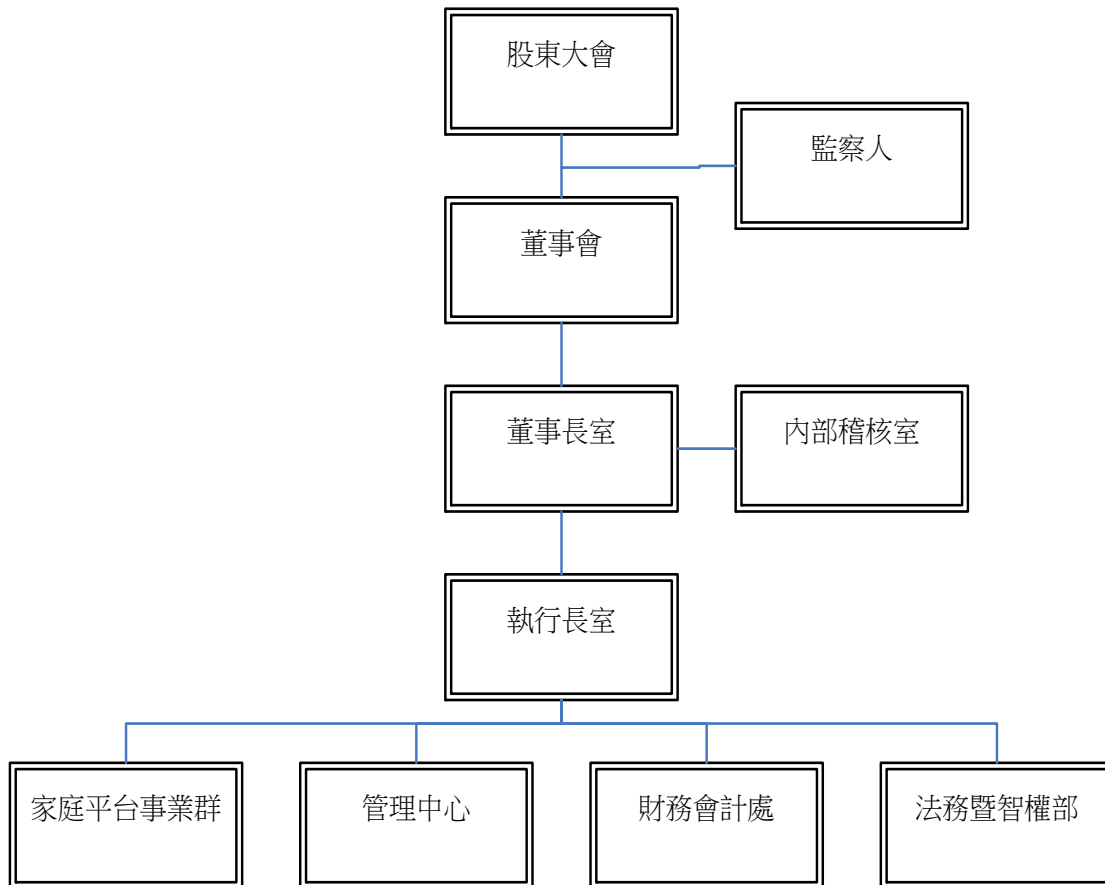 股東大會
監察人
董事會
董事長室
內部稽核室
執行長室
家庭平台事業群
管理中心
財務會計處
法務暨智權部